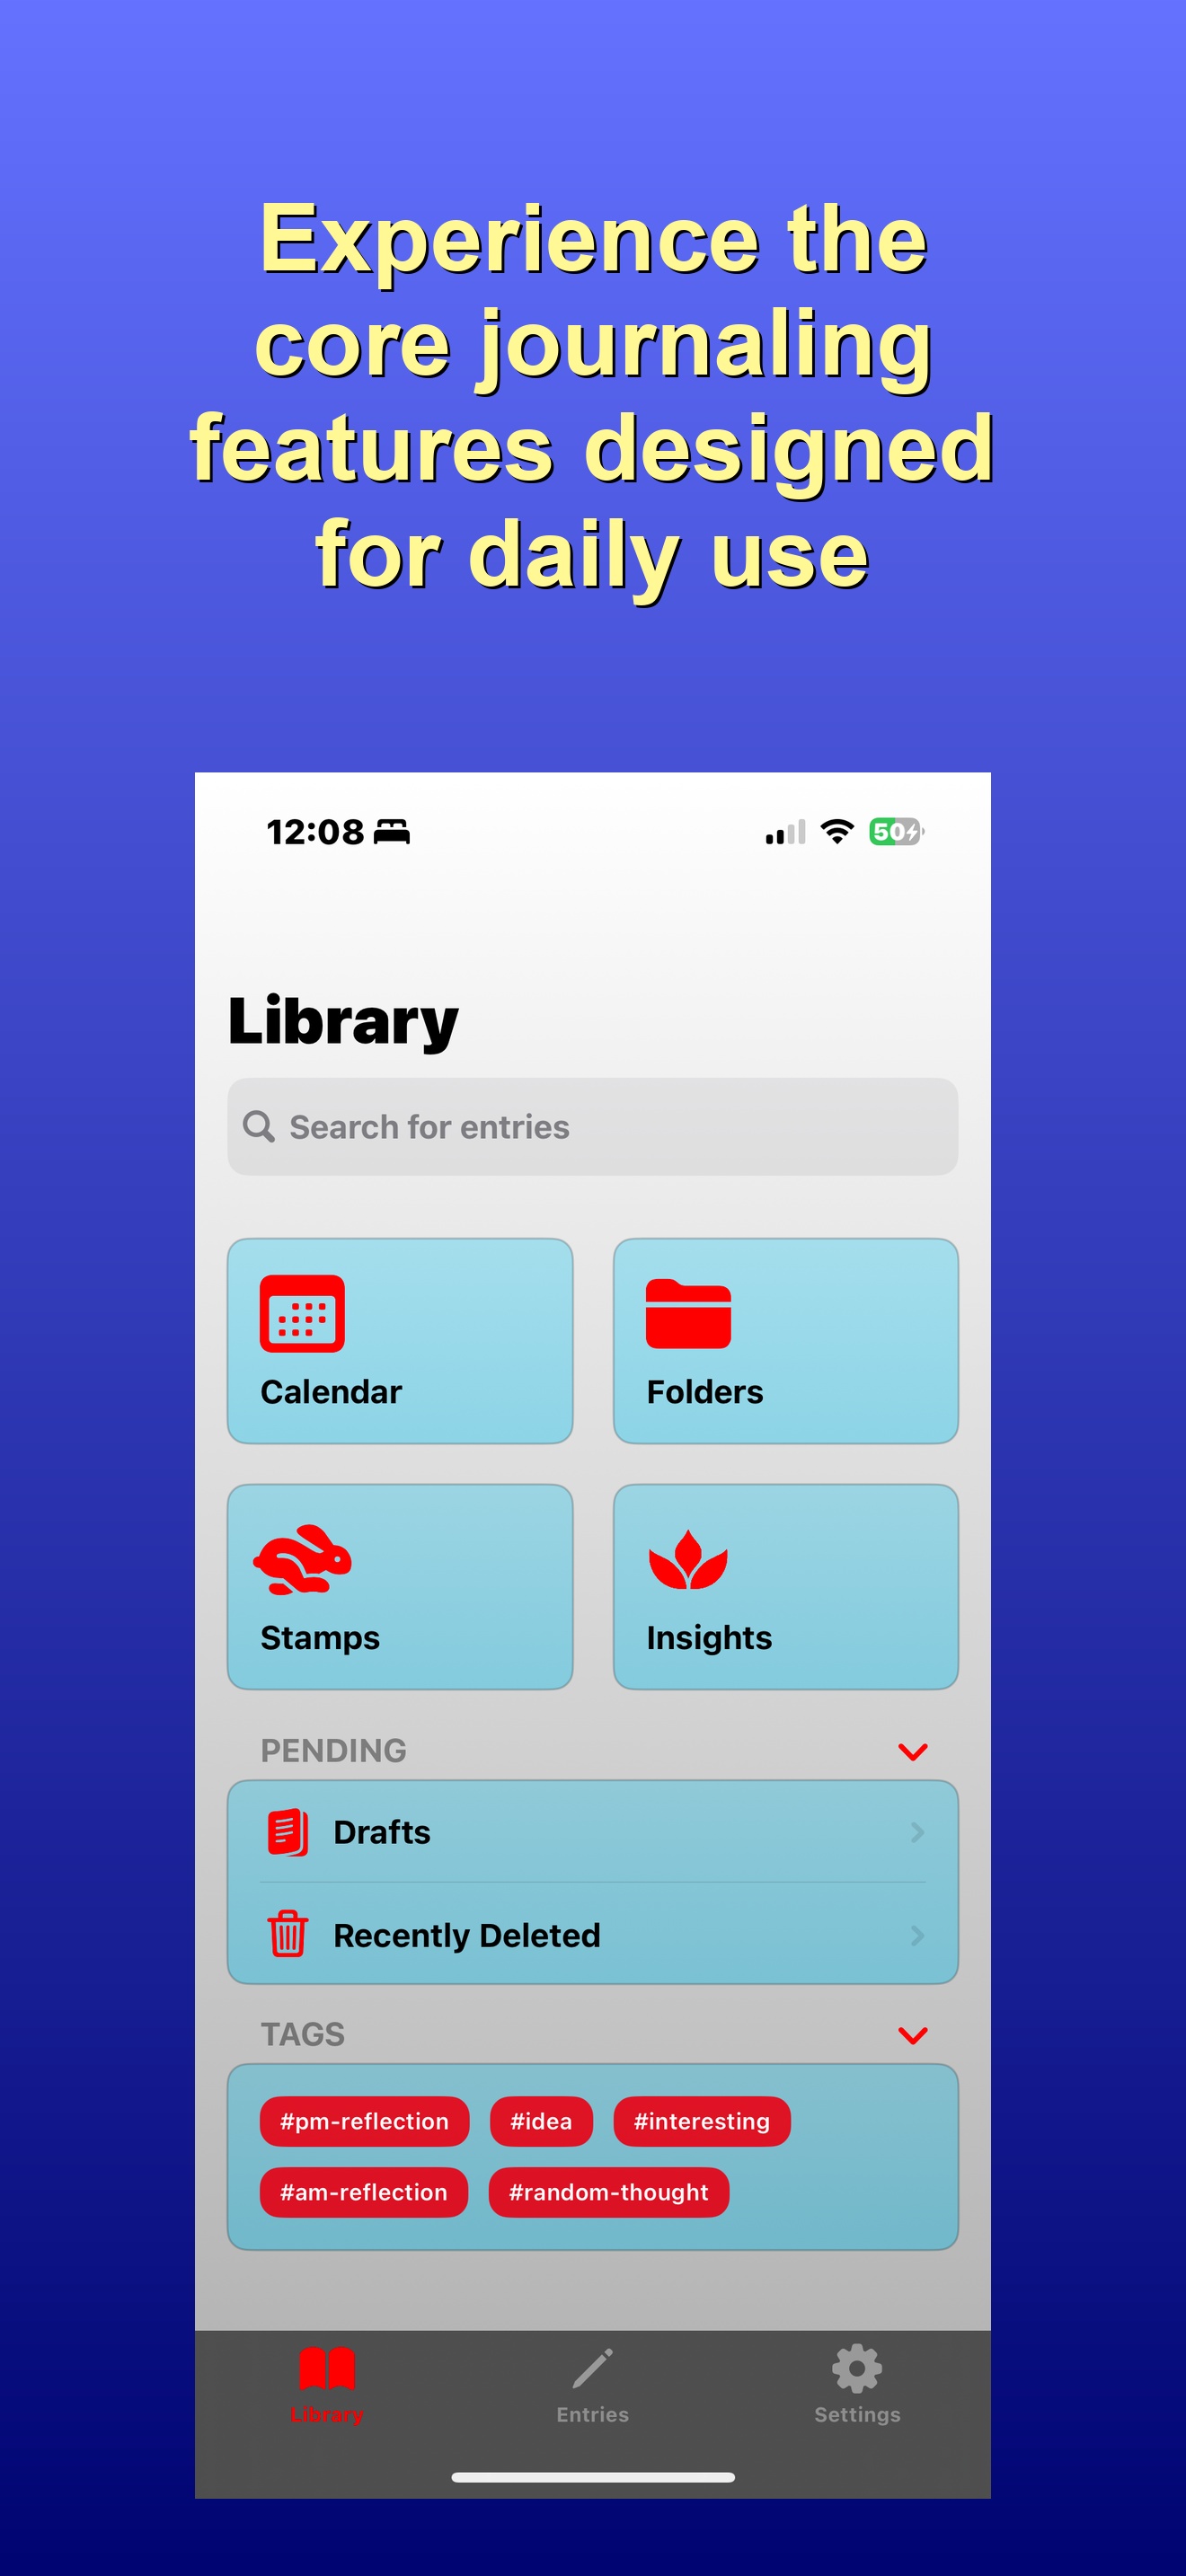 Experience the
core journaling
features designed
for daily use
12:08
50
Library
Search for entries
Calendar
Folders
Stamps
Insights
PENDING
Drafts
Recently Deleted
TAGS
#pm-reflection #idea #interesting
#am-reflection #random-thought
Library
Entries
Settings